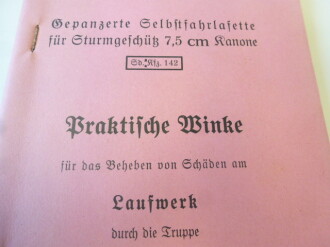 Gepanzerte Selbstfahrlafette
für Sturmgeschütz 7,5 cm Kanone
Sd. Kfz. 142
Praktische Winke
für das Beheben von Schäden am
Laufwerk
durch die Truppe